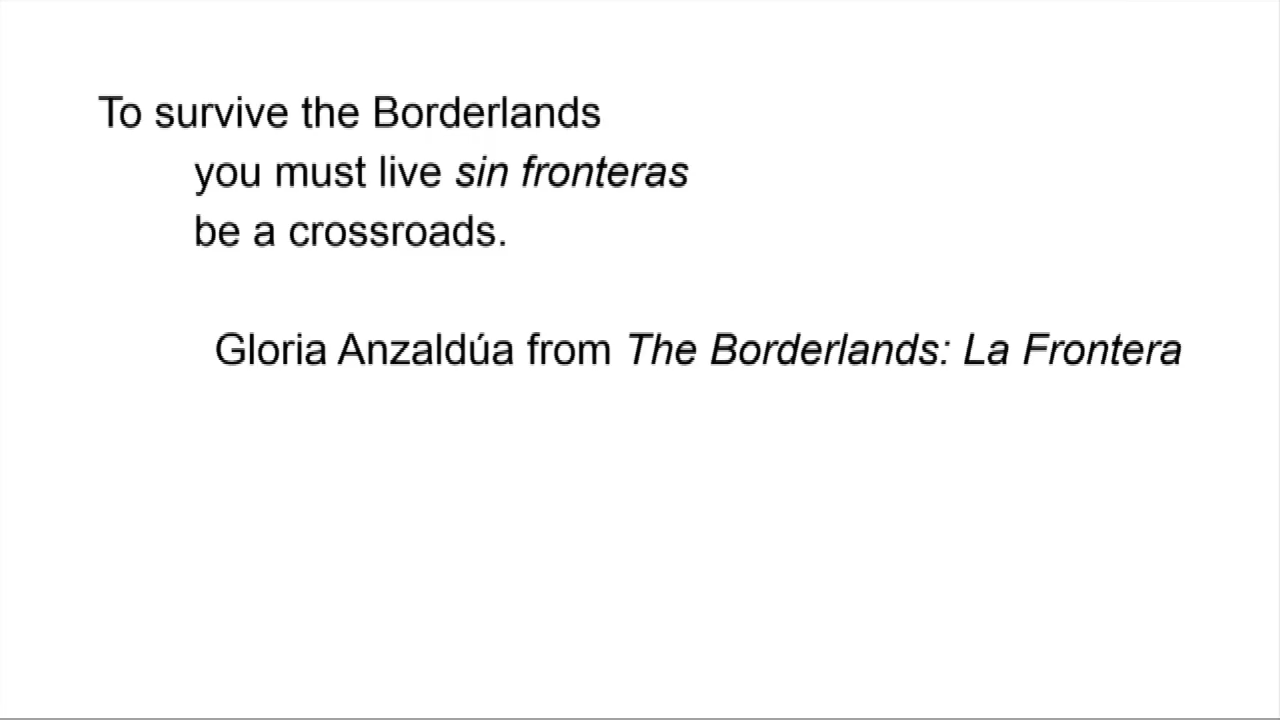 To survive the Borderlands
you must live sin fronteras
be a crossroads.
Gloria Anzaldúa from The Borderlands: La Frontera